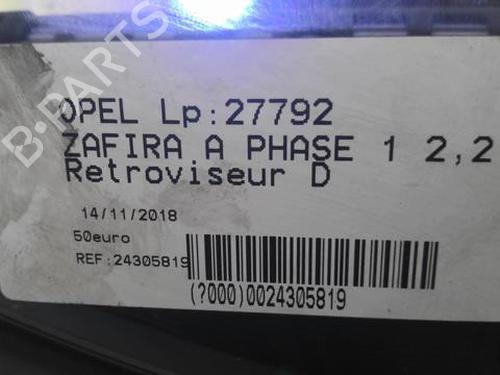 B-PARTS
OPEL Lp:27792
ZAFIRA A PHASE 1 2,2
Retroviseur D
14/11/2018
50euro
REF:24305819
(?000)0024305819